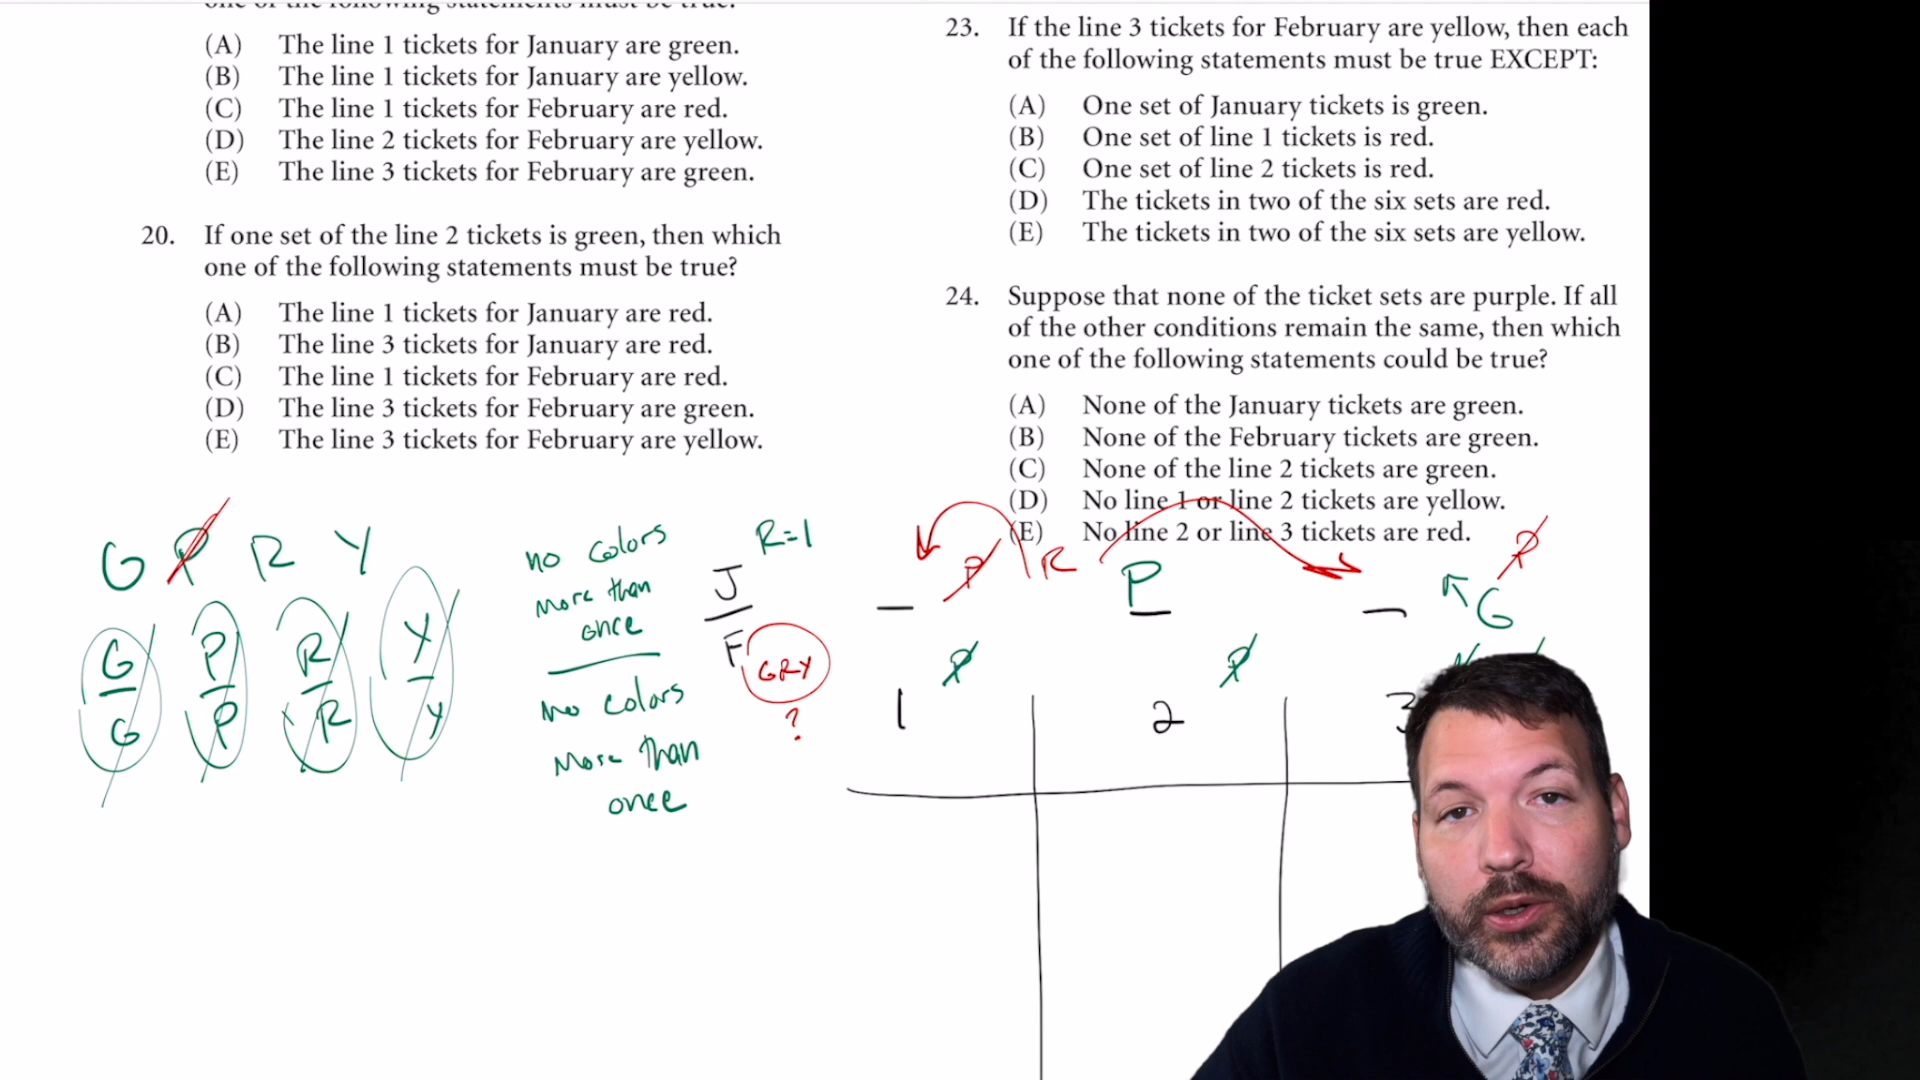 one of the following statements must be true.
(A) The line 1 tickets for January are green.
(B) The line 1 tickets for January are yellow.
(C) The line 1 tickets for February are red.
(D) The line 2 tickets for February are yellow.
(E) The line 3 tickets for February are green.
20. If one set of the line 2 tickets is green, then which
one of the following statements must be true?
(A) The line 1 tickets for January are red.
(B) The line 3 tickets for January are red.
(C) The line 1 tickets for February are red.
(D) The line 3 tickets for February are green.
(E) The line 3 tickets for February are yellow.
23. If the line 3 tickets for February are yellow, then each
of the following statements must be true EXCEPT:
(A) One set of January tickets is green.
(B) One set of line 1 tickets is red.
(C) One set of line 2 tickets is red.
(D) The tickets in two of the six sets are red.
(E) The tickets in two of the six sets are yellow.
24. Suppose that none of the ticket sets are purple. If all
of the other conditions remain the same, then which
one of the following statements could be true?
(A) None of the January tickets are green.
(B) None of the February tickets are green.
(C) None of the line 2 tickets are green.
(D) No line 1 or line 2 tickets are yellow.
(E) No line 2 or line 3 tickets are red.
G P R Y
G P R Y
G P R Y
no colors
more than
once
no colors
more than
once
R=1
J
F
GRY
?
P R P G P
P P
1 2 3